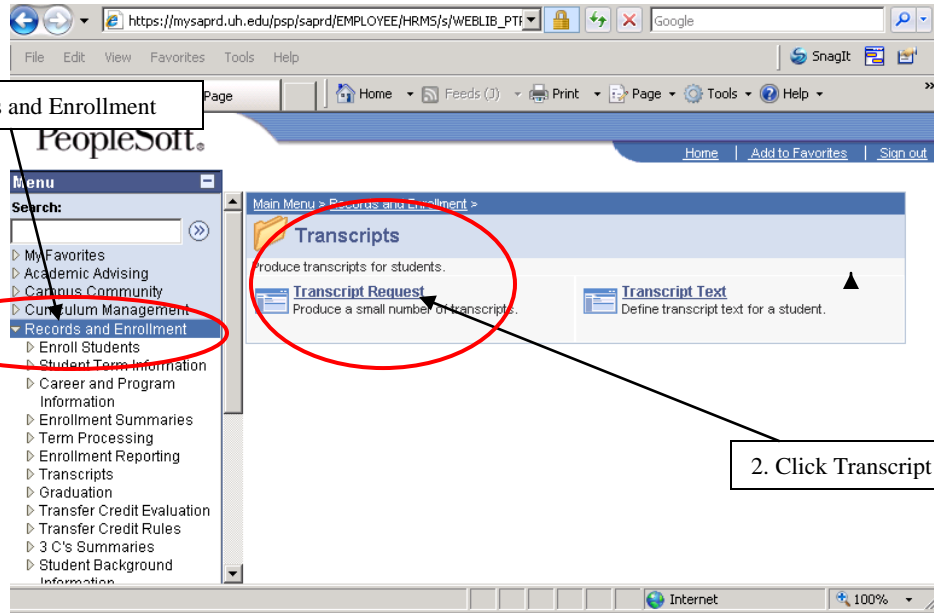 https://mysaprd.uh.edu/psp/saprd/EMPLOYEE/HRMS/s/WEBLIB_PTF
Google
File Edit View Favorites Tools Help
SnagIt
Page
Home Feeds (J) Print Page Tools Help
»
s and Enrollment
PeopleSoft®
Home | Add to Favorites | Sign out
Menu
Search:
My Favorites
Academic Advising
Campus Community
Curriculum Management
Records and Enrollment
Enroll Students
Student Term Information
Career and Program
Information
Enrollment Summaries
Term Processing
Enrollment Reporting
Transcripts
Graduation
Transfer Credit Evaluation
Transfer Credit Rules
3 C's Summaries
Student Background
Information
Main Menu > Records and Enrollment >
Transcripts
Produce transcripts for students.
Transcript Request
Produce a small number of transcripts.
Transcript Text
Define transcript text for a student.
2. Click Transcript
Internet
100%